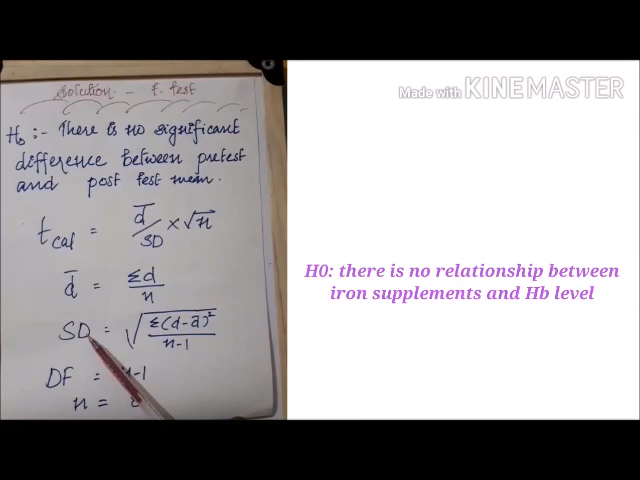 Solution - t. test
H₀ :- There is no significant
difference between pretest
and post test mean.
t cal = d̅/SD × √n
d̅ = Σd/n
SD = √(Σ(d-d̅)²/n-1)
DF = n-1
n =
Made with KINEMASTER
H0: there is no relationship between
iron supplements and Hb level